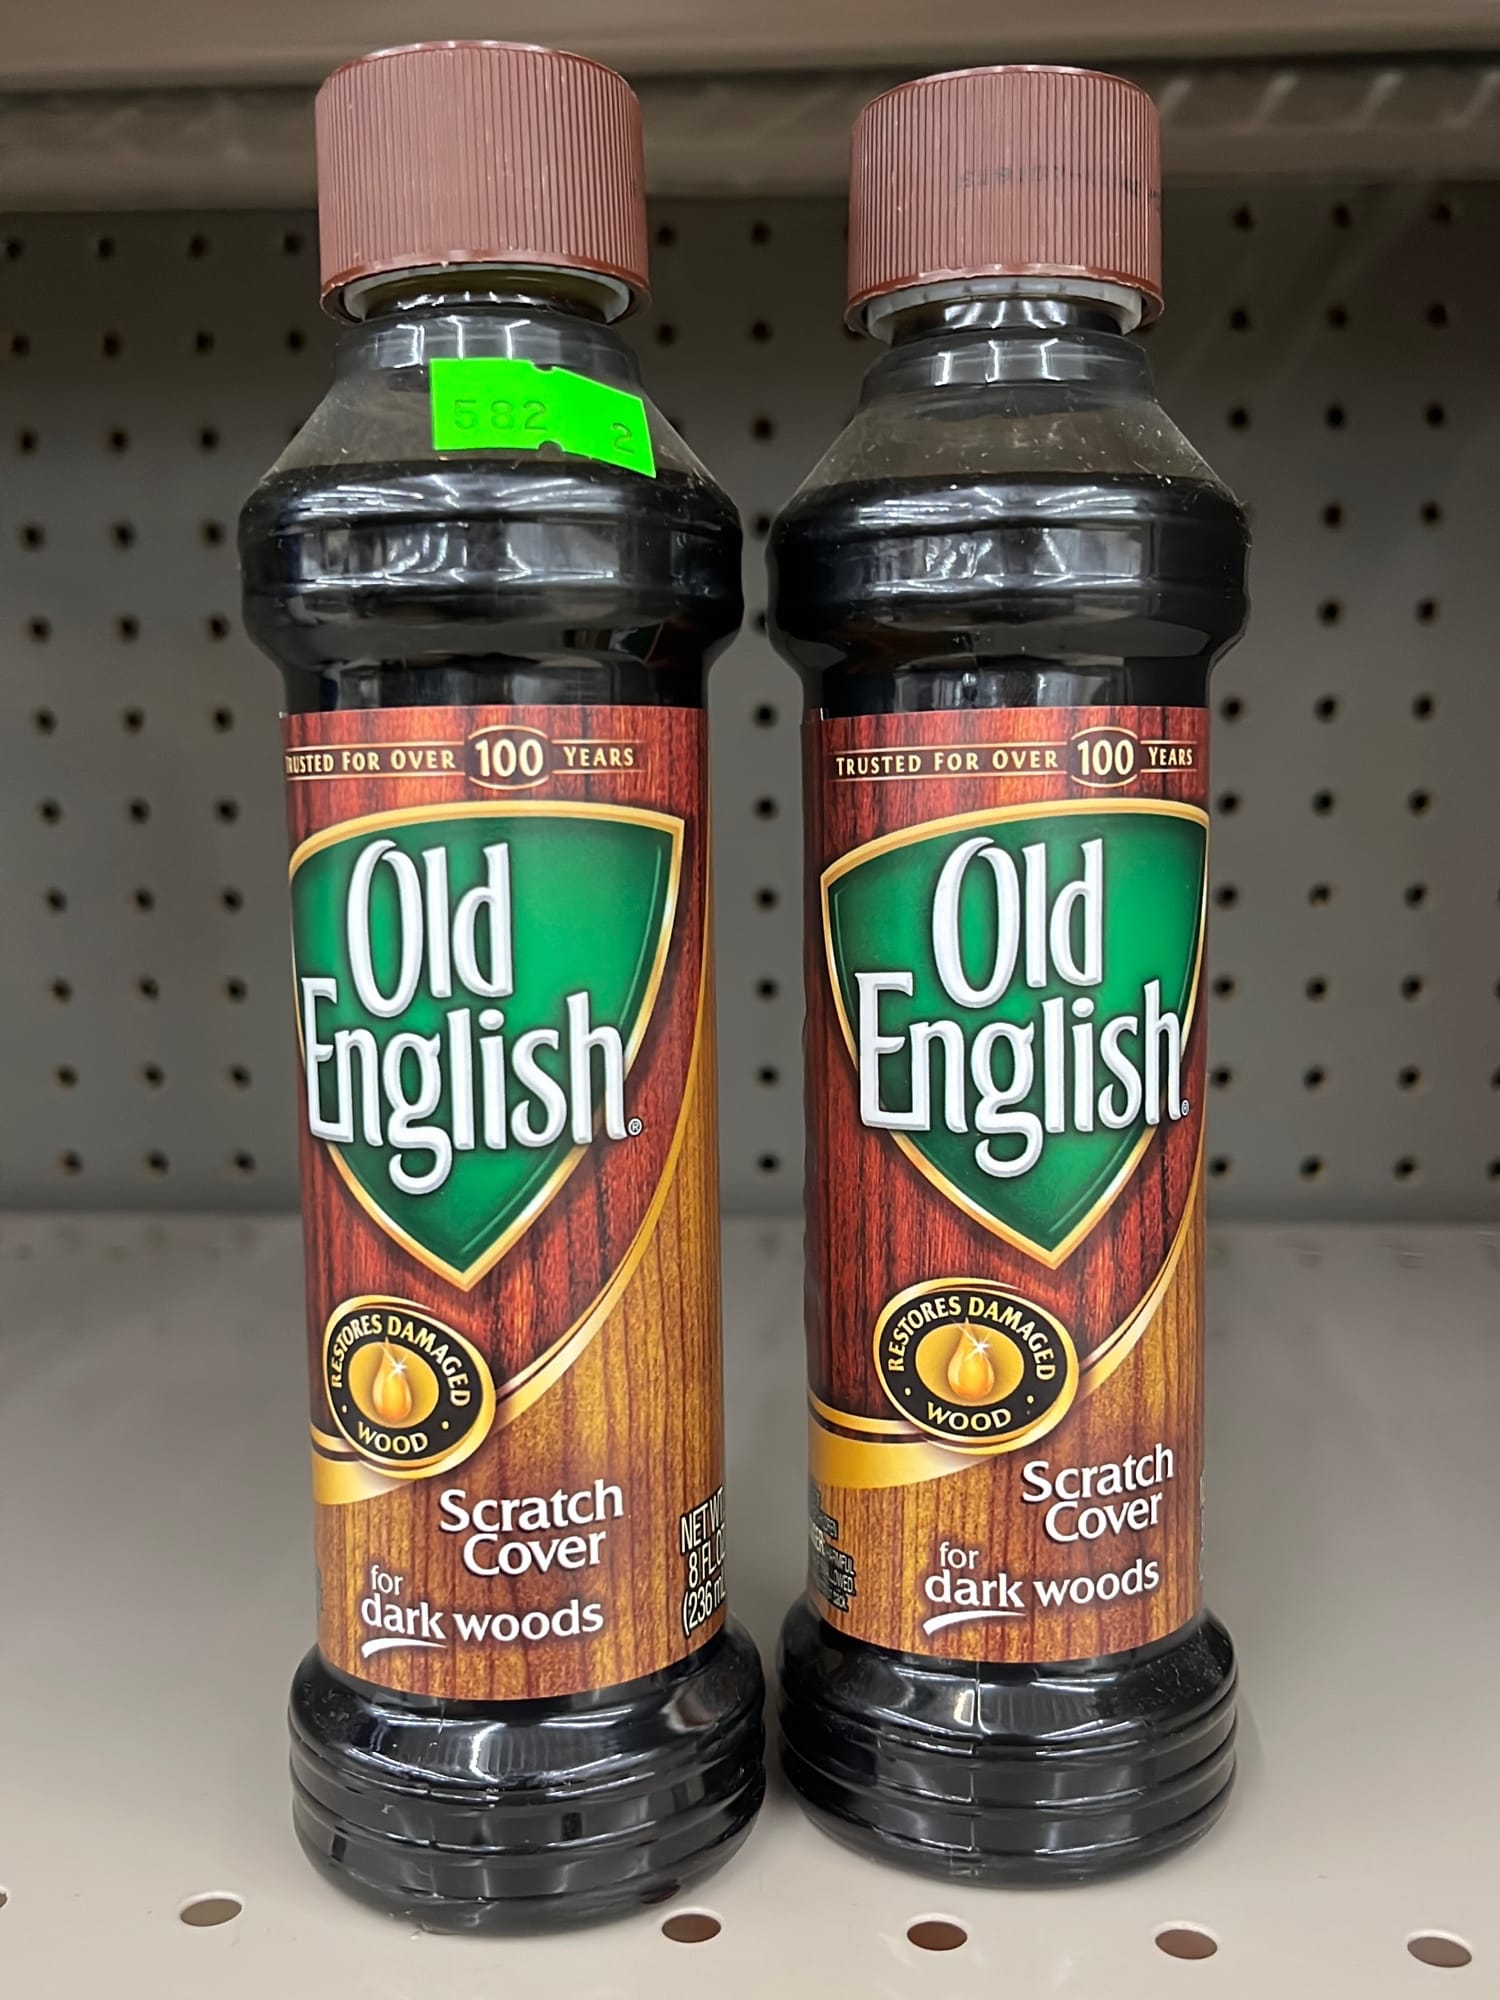 582 2
TRUSTED FOR OVER 100 YEARS
Old
English®
RESTORES DAMAGED
WOOD
Scratch
Cover
for
dark woods
NET WT
8 FL O
(236 mL
TRUSTED FOR OVER 100 YEARS
Old
English®
RESTORES DAMAGED
WOOD
Scratch
Cover
for
dark woods